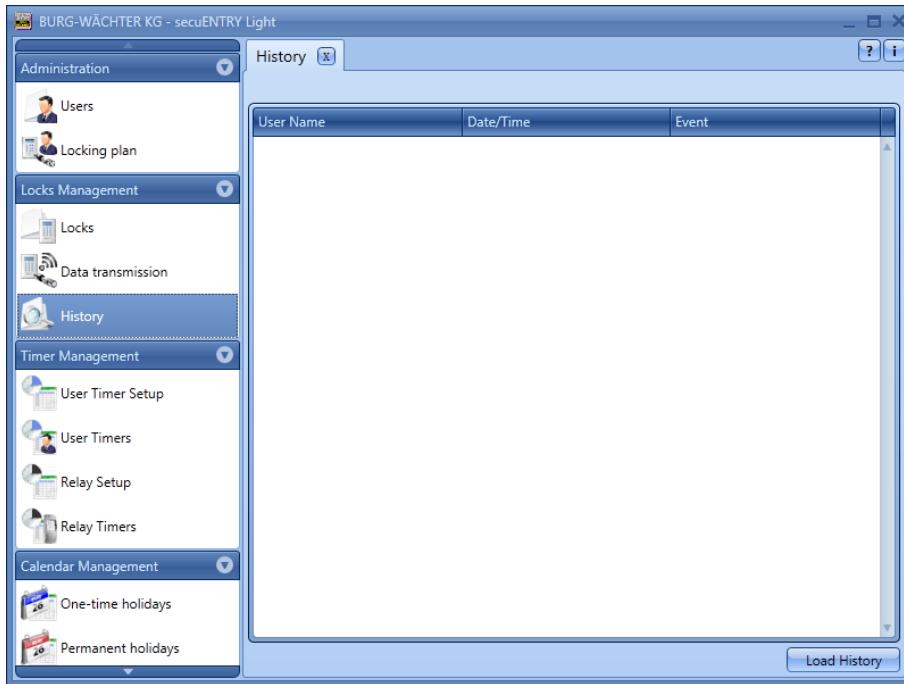 BURG-WÄCHTER KG - secuENTRY Light
Administration
Users
Locking plan
Locks Management
Locks
Data transmission
History
Timer Management
User Timer Setup
User Timers
Relay Setup
Relay Timers
Calendar Management
One-time holidays
Permanent holidays
History x
? i
User Name Date/Time Event
Load History